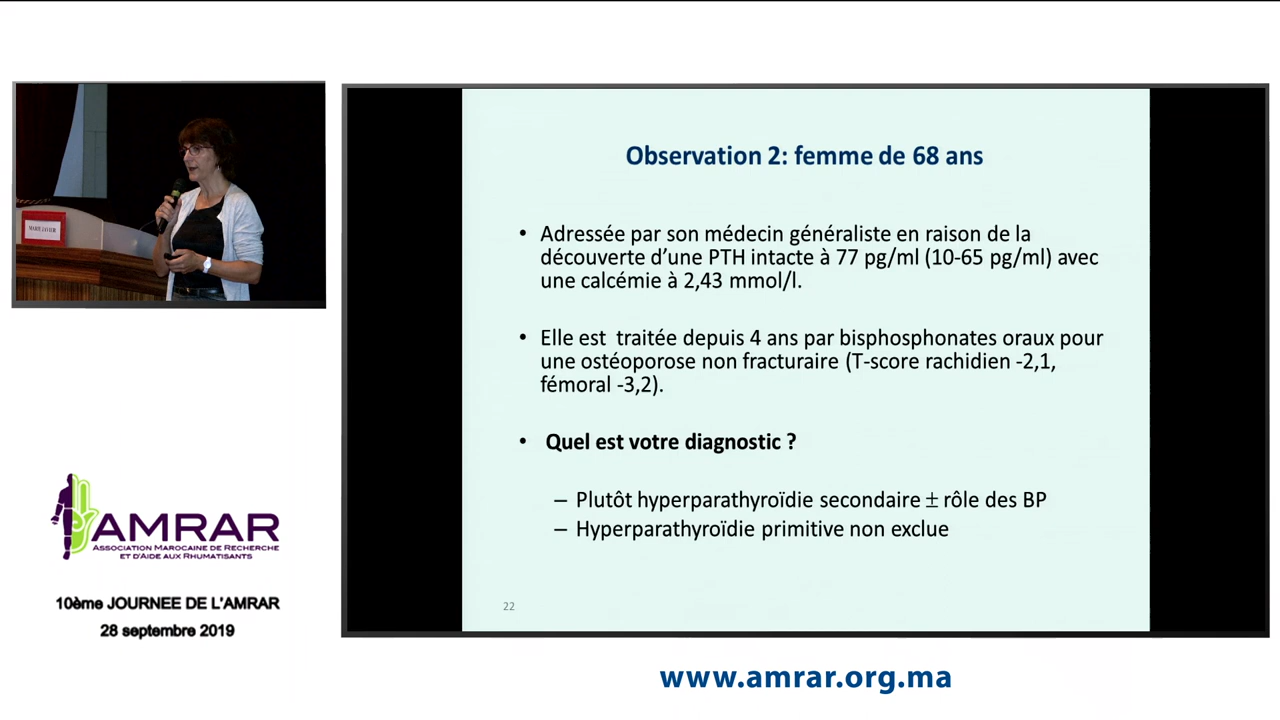 MARIE JAVIER
Observation 2: femme de 68 ans
• Adressée par son médecin généraliste en raison de la
découverte d'une PTH intacte à 77 pg/ml (10-65 pg/ml) avec
une calcémie à 2,43 mmol/l.
• Elle est traitée depuis 4 ans par bisphosphonates oraux pour
une ostéoporose non fracturaire (T-score rachidien -2,1,
fémoral -3,2).
• Quel est votre diagnostic ?
– Plutôt hyperparathyroïdie secondaire ± rôle des BP
– Hyperparathyroïdie primitive non exclue
22
AMRAR
Association Marocaine de Recherche
et d'Aide aux Rhumatisants
10ème JOURNEE DE L'AMRAR
28 septembre 2019
www.amrar.org.ma